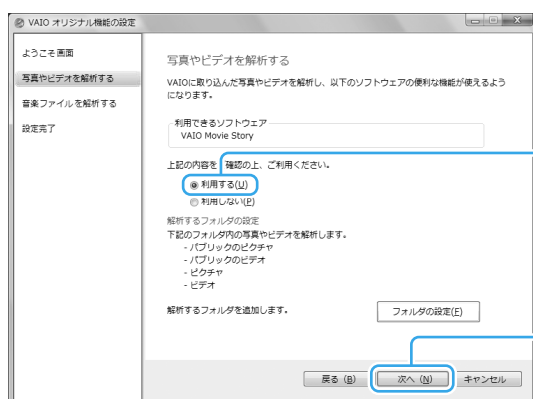 VAIO オリジナル機能の設定
ようこそ画面
写真やビデオを解析する
音楽ファイルを解析する
設定完了
写真やビデオを解析する
VAIOに取り込んだ写真やビデオを解析し、以下のソフトウェアの便利な機能が使えるよう
になります。
利用できるソフトウェア
VAIO Movie Story
上記の内容を 確認の上、ご利用ください。
利用する(U)
利用しない(P)
解析するフォルダの設定
下記のフォルダ内の写真やビデオを解析します。
- パブリックのピクチャ
- パブリックのビデオ
- ピクチャ
- ビデオ
解析するフォルダを追加します。
フォルダの設定(F)
戻る (B)
次へ (N)
キャンセル